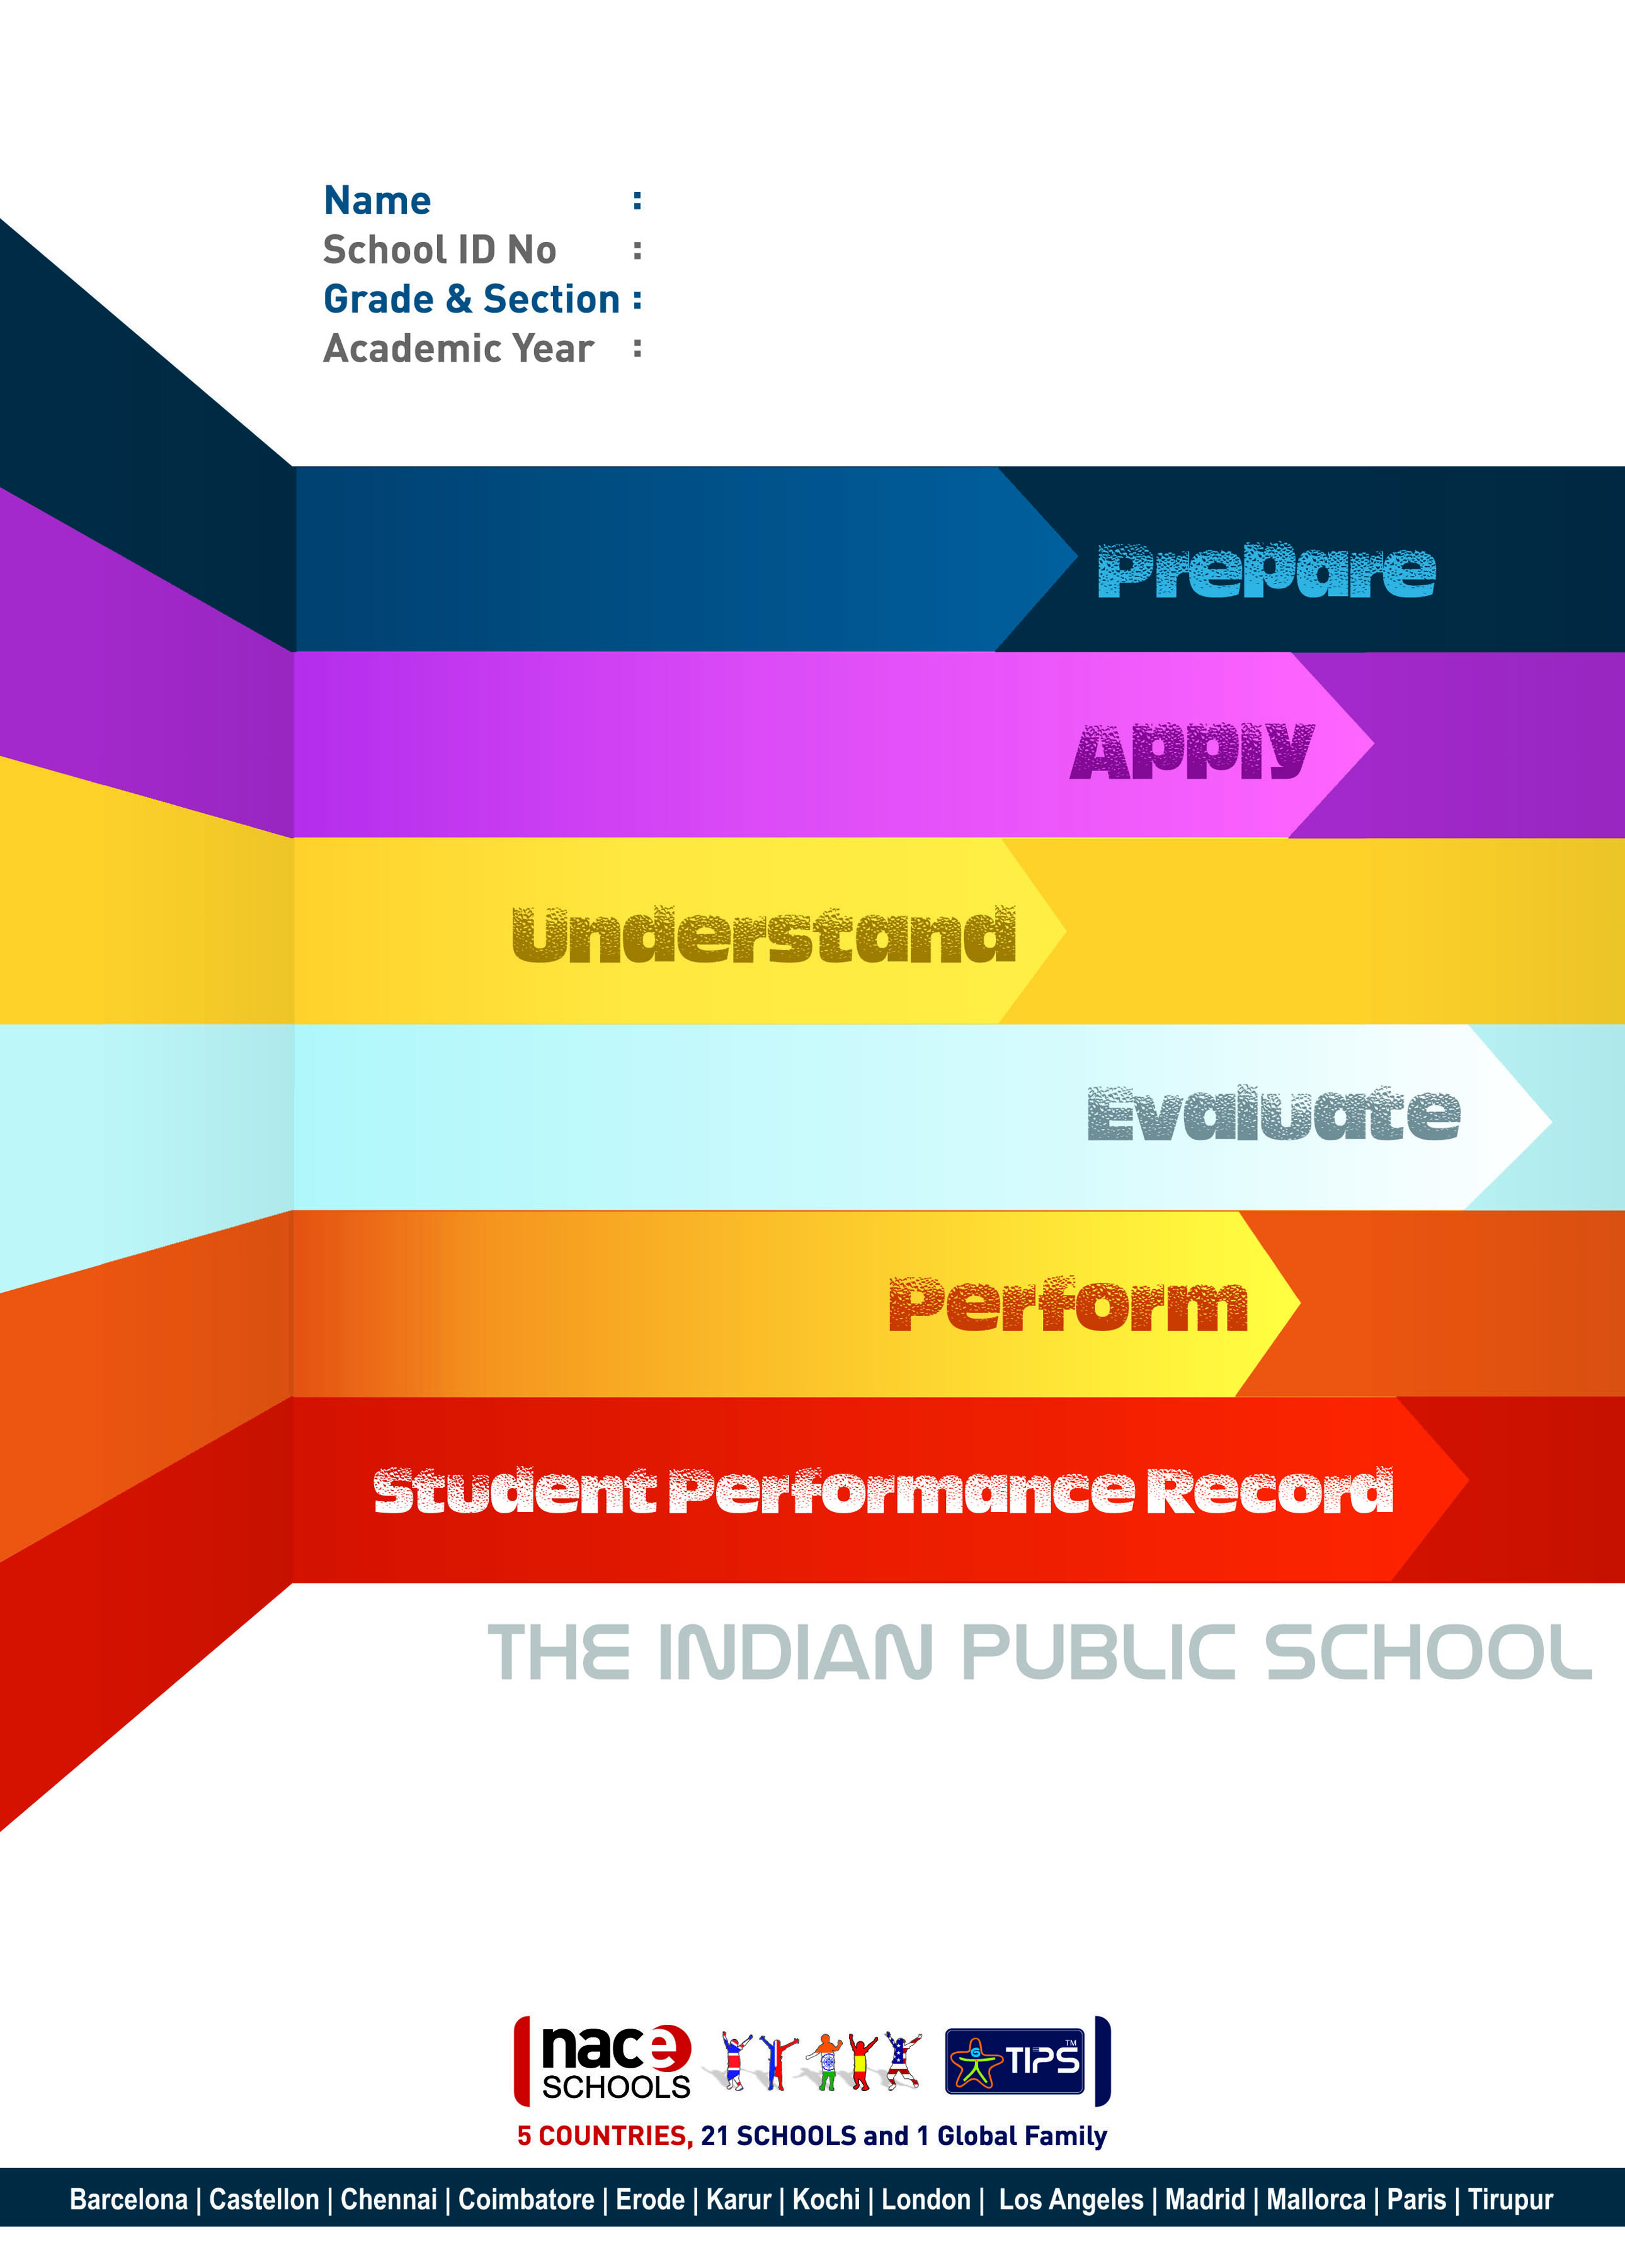 Name :
School ID No :
Grade & Section :
Academic Year :
Prepare
Apply
Understand
Evaluate
Perform
Student Performance Record
THE INDIAN PUBLIC SCHOOL
nace
SCHOOLS
TIPS™
5 COUNTRIES, 21 SCHOOLS and 1 Global Family
Barcelona | Castellon | Chennai | Coimbatore | Erode | Karur | Kochi | London | Los Angeles | Madrid | Mallorca | Paris | Tirupur